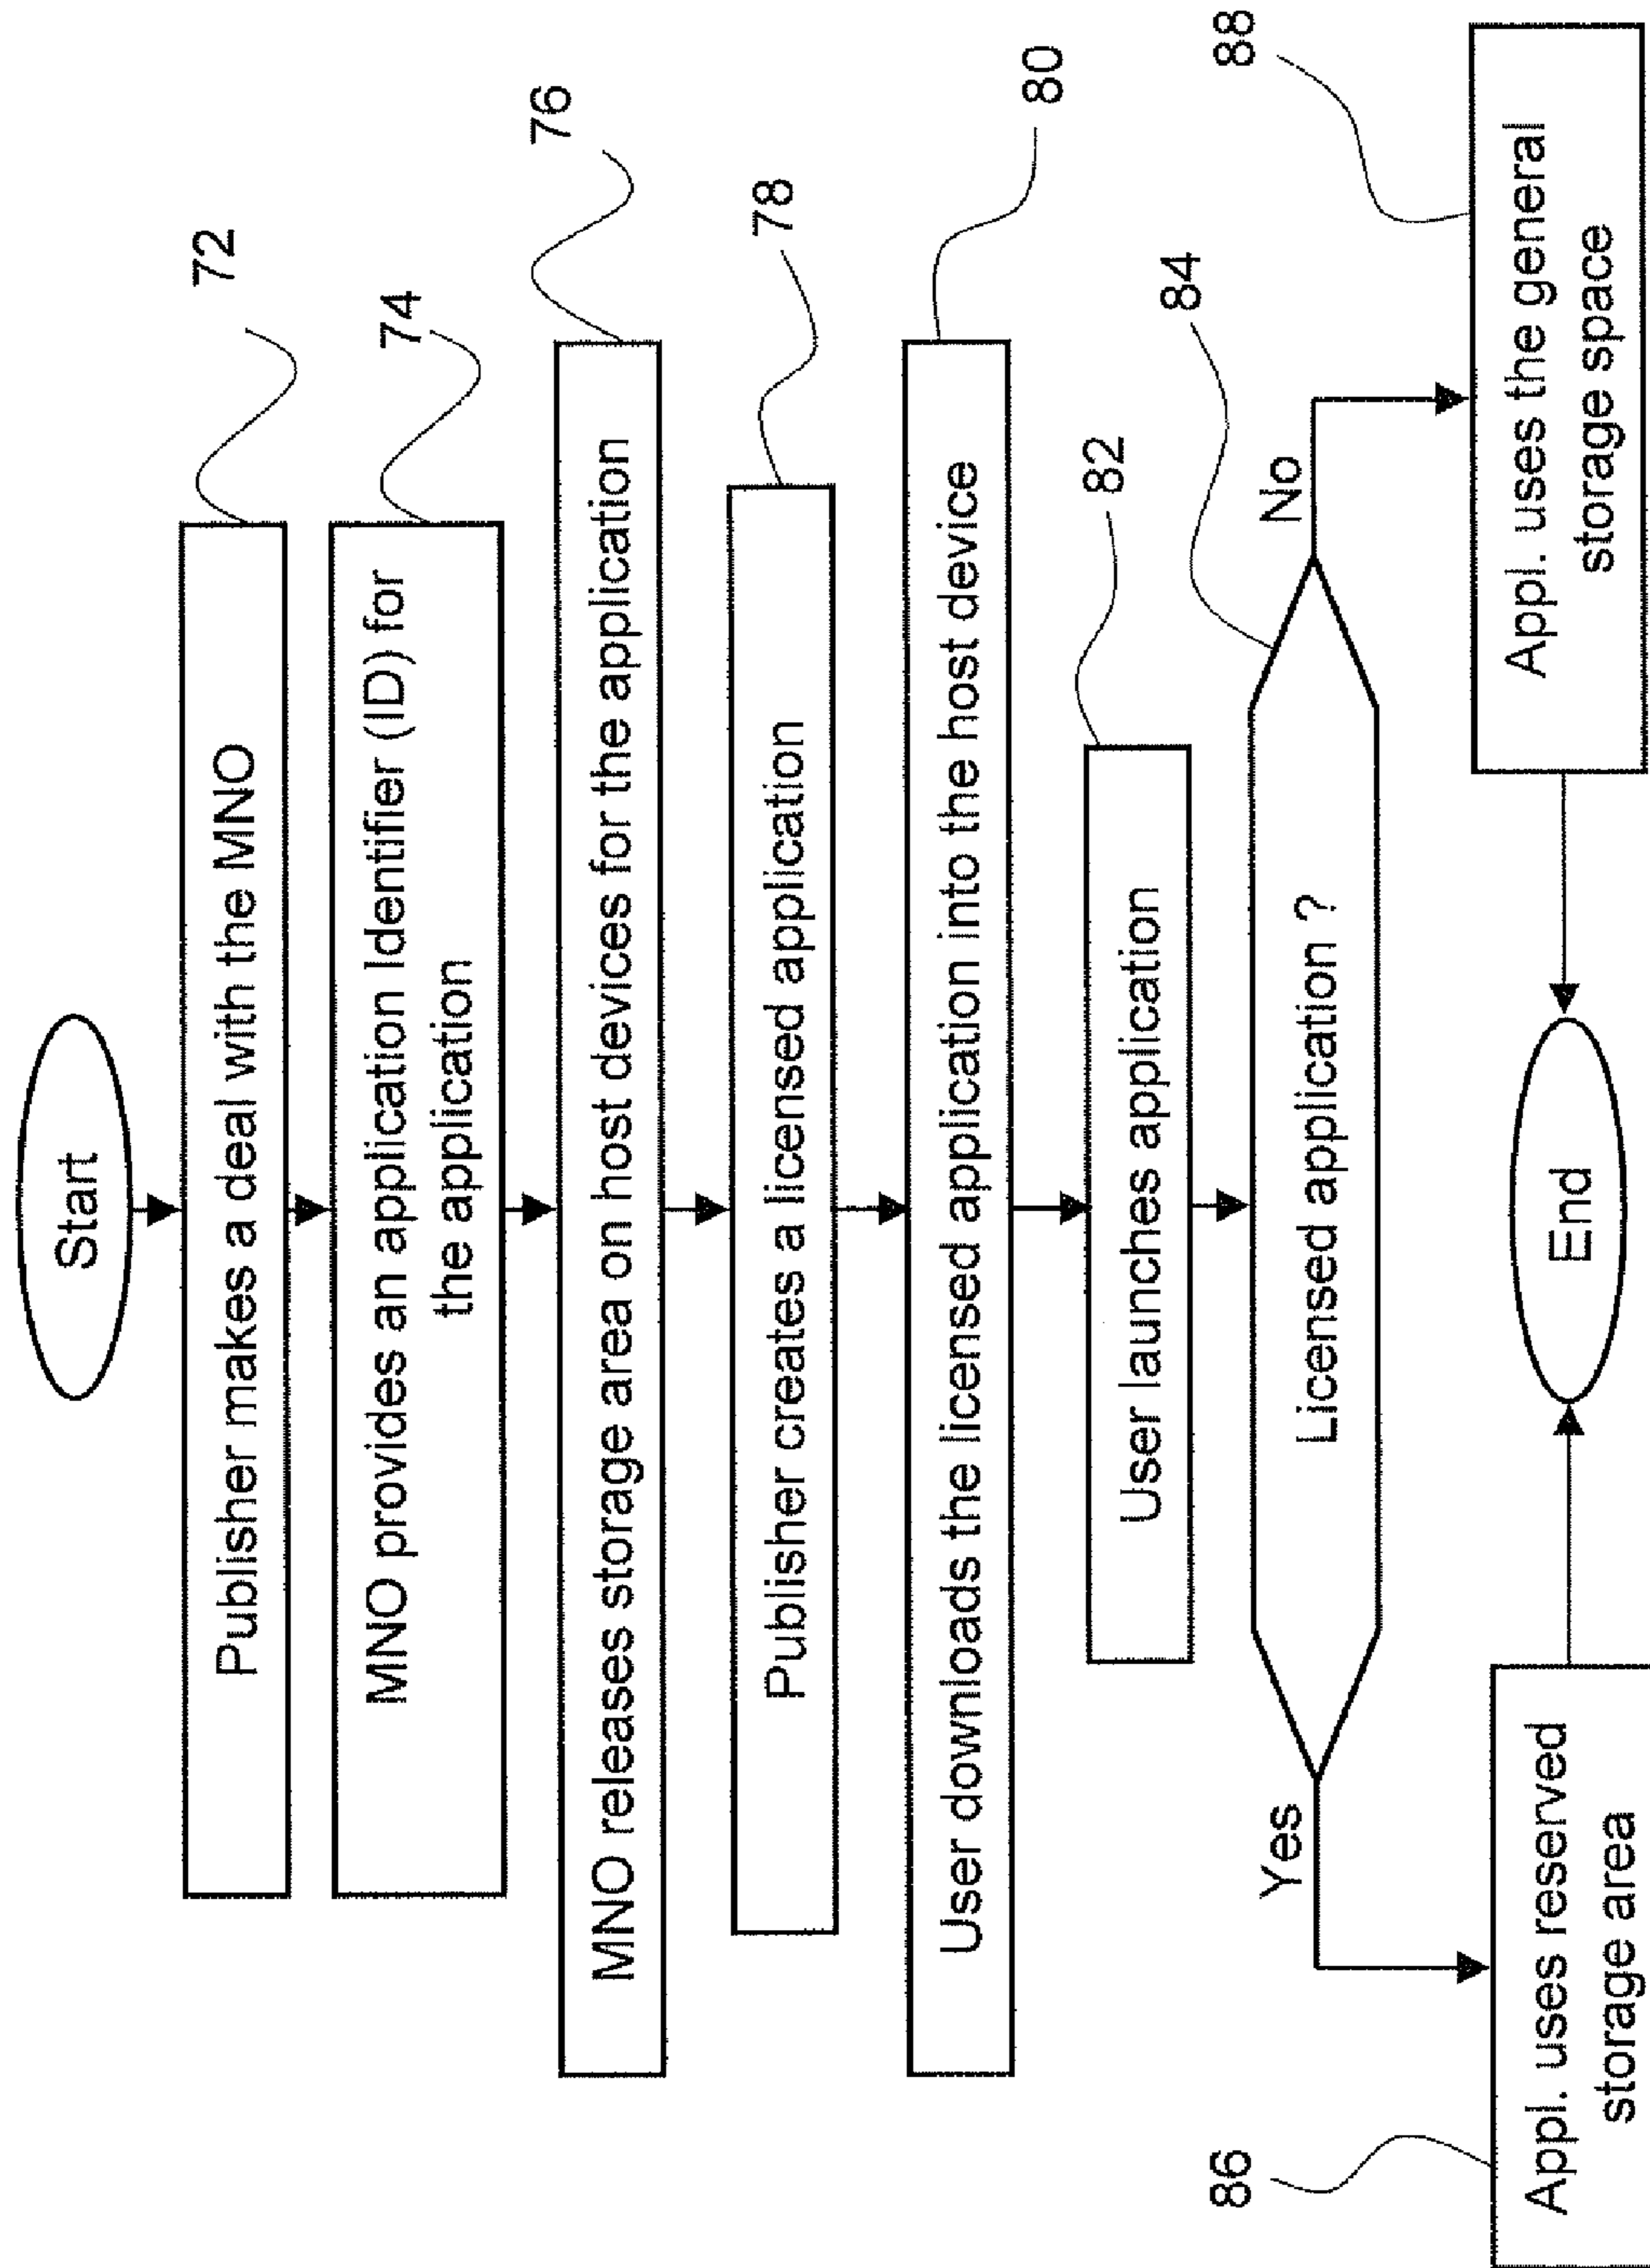 Start
Publisher makes a deal with the MNO
72
MNO provides an application Identifier (ID) for
the application
74
MNO releases storage area on host devices for the application
76
Publisher creates a licensed application
78
User downloads the licensed application into the host device
80
User launches application
82
Licensed application ?
84
Yes
No
Appl. uses reserved
storage area
86
Appl. uses the general
storage space
88
End